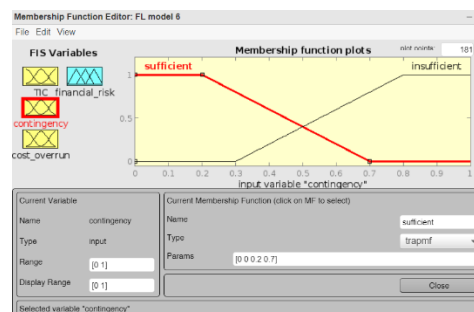 Membership Function Editor: FL model 6
File Edit View
FIS Variables
Membership function plots
plot points:
181
TIC
financial_risk
contingency
cost_overrun
sufficient
insufficient
1
0.5
0
0 0.1 0.2 0.3 0.4 0.5 0.6 0.7 0.8 0.9 1
input variable "contingency"
Current Variable
Name contingency
Type input
Range [0 1]
Display Range [0 1]
Current Membership Function (click on MF to select)
Name sufficient
Type trapmf
Params [0 0 0.2 0.7]
Close
Selected variable "contingency"